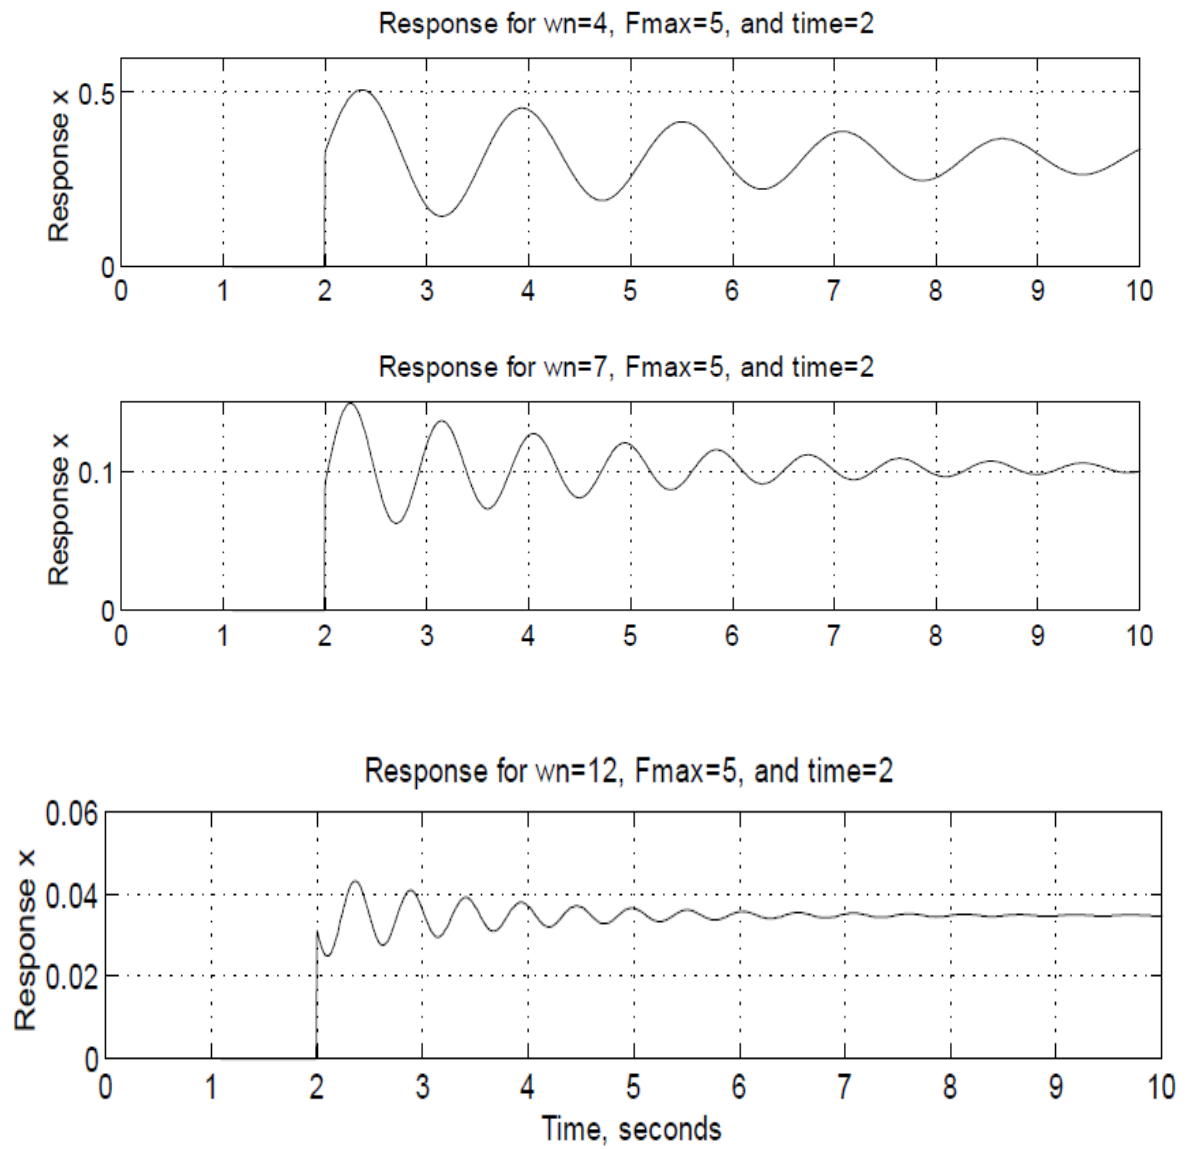 Response for wn=4, Fmax=5, and time=2
Response x
0.5
0
0 1 2 3 4 5 6 7 8 9 10
Response for wn=7, Fmax=5, and time=2
Response x
0.1
0
0 1 2 3 4 5 6 7 8 9 10
Response for wn=12, Fmax=5, and time=2
Response x
0.06
0.04
0.02
0
0 1 2 3 4 5 6 7 8 9 10
Time, seconds